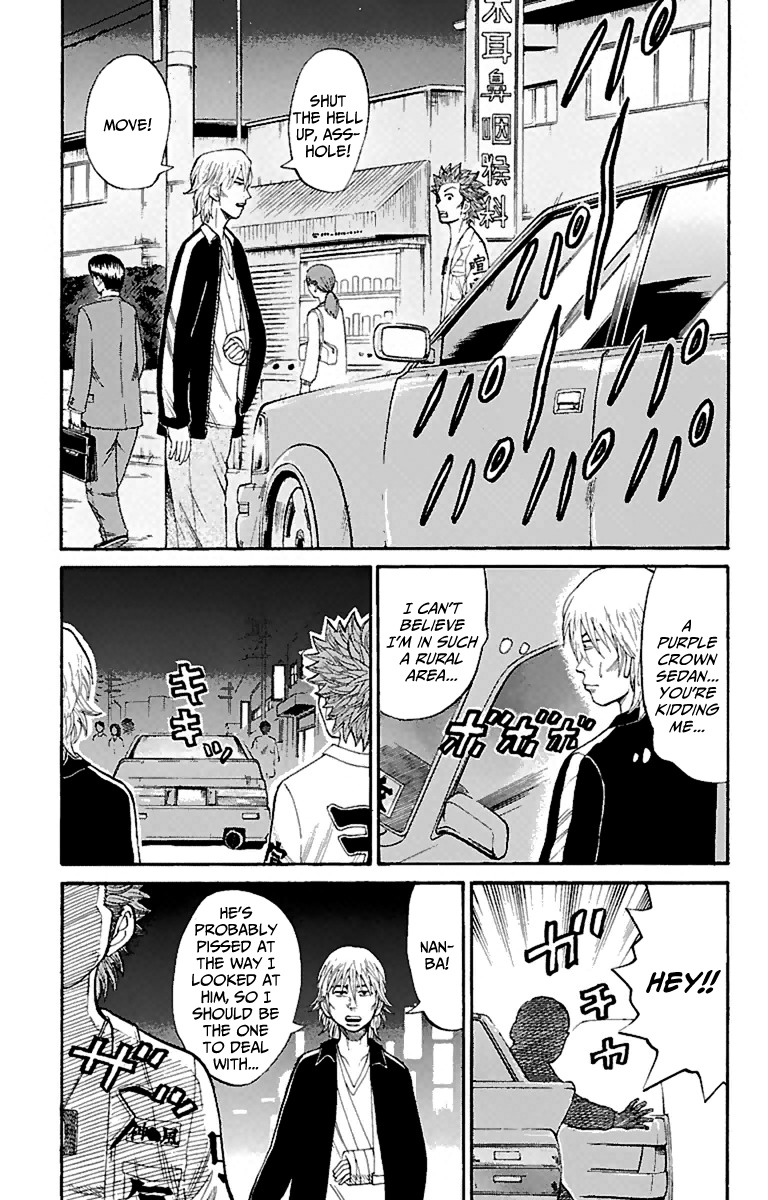 SHUT
THE HELL
UP, ASS-
HOLE!
MOVE!
木耳鼻咽喉科
喧
パ
パ
パ
パ
パ
A
PURPLE
CROWN
SEDAN...
YOU'RE
KIDDING
ME...
I CAN'T
BELIEVE
I'M IN SUCH
A RURAL
AREA...
ボボボ
キキッ
HEY!!
ガチャ
NAN-
BA!
HE'S
PROBABLY
PISSED AT
THE WAY I
LOOKED AT
HIM, SO I
SHOULD BE
THE ONE
TO DEAL
WITH...
ザッ